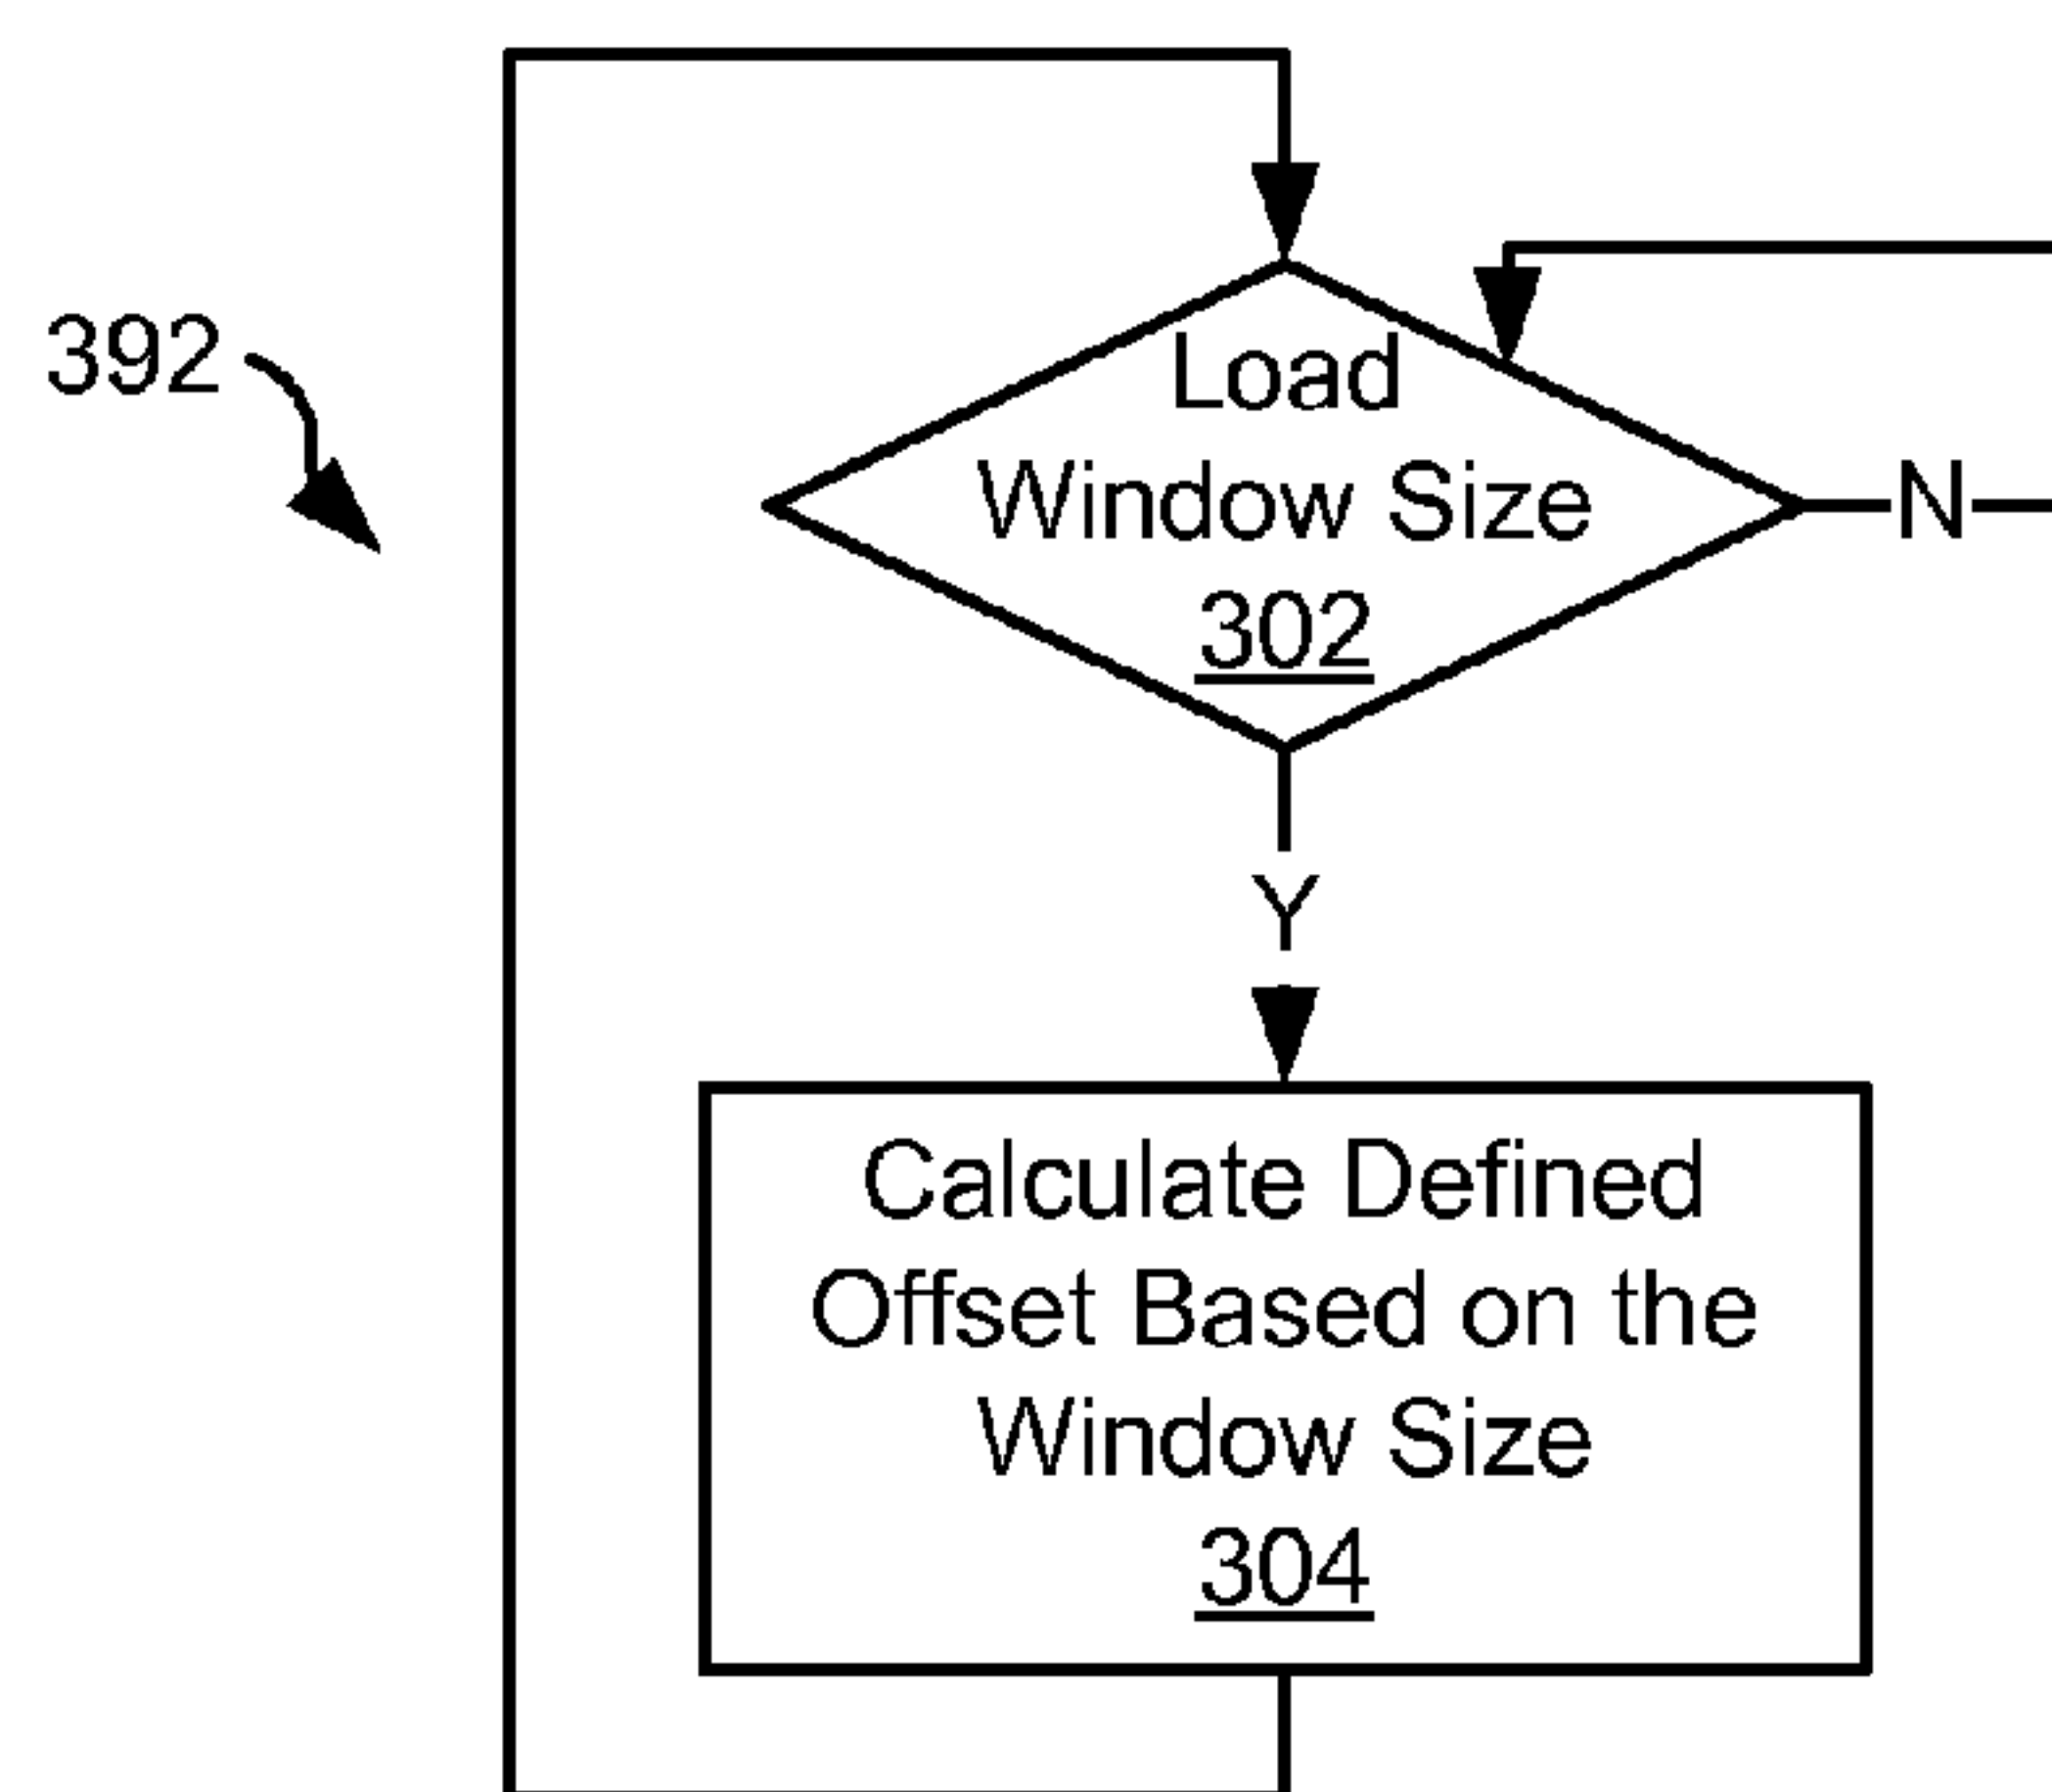 392
Load
Window Size
302
N
Y
Calculate Defined
Offset Based on the
Window Size
304